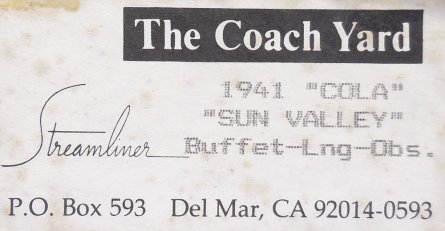 The Coach Yard
1941 "COLA"
"SUN VALLEY"
Streamliner Buffet-Lng-Obs.
P.O. Box 593 Del Mar, CA 92014-0593